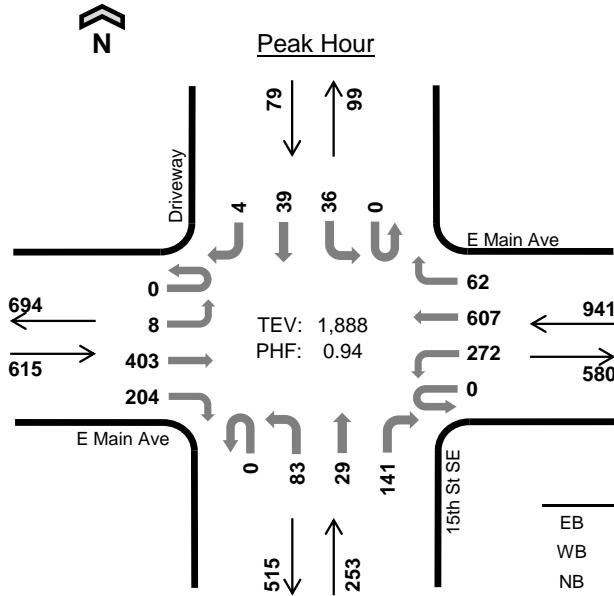 N
Peak Hour
79
99
Driveway
4
39
36
0
E Main Ave
0
62
694
8
TEV: 1,888
607
941
615
403
PHF: 0.94
272
580
204
0
E Main Ave
0
83
29
141
15th St SE
515
253
EB
WB
NB